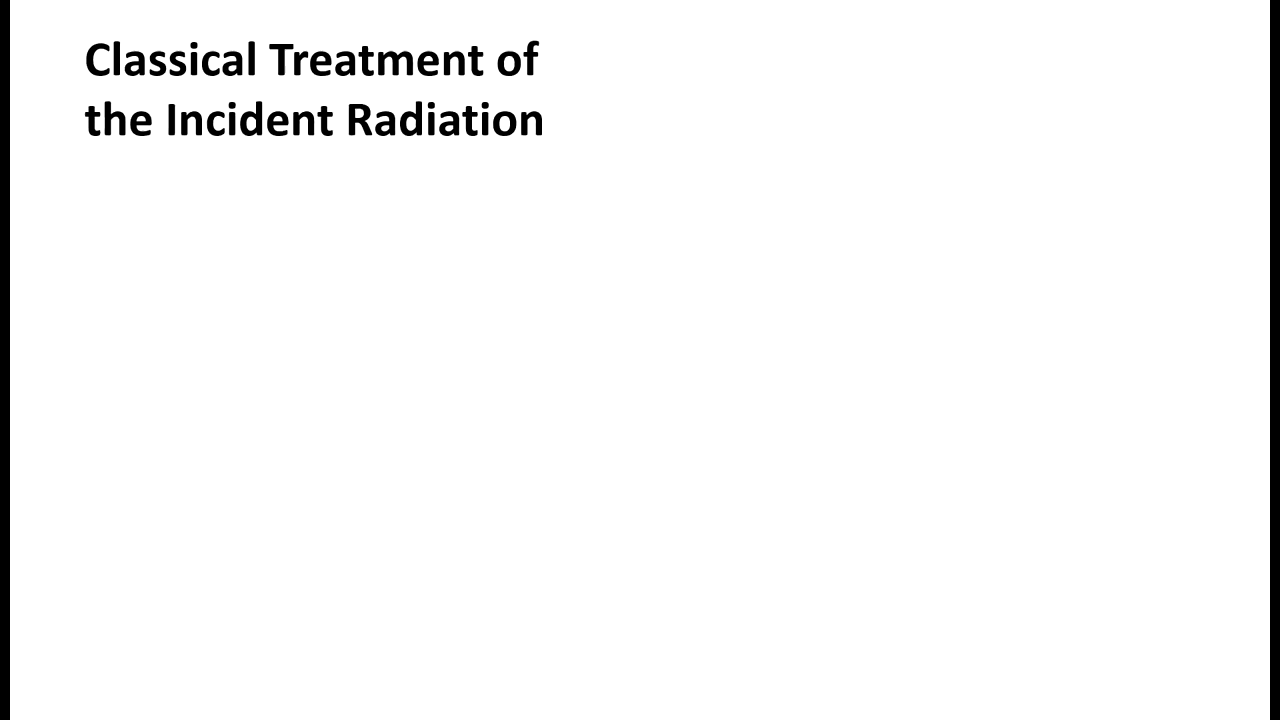 Classical Treatment of
the Incident Radiation